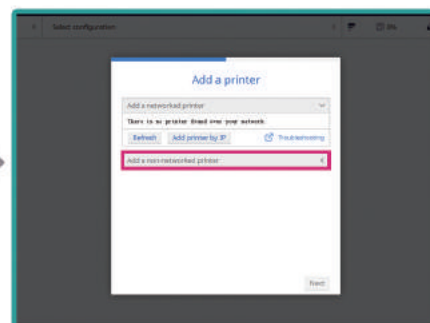 Select configuration
0%
Add a printer
Add a networked printer
There is no printer found over your network.
Refresh Add printer by IP Troubleshooting
Add a non-networked printer
Next